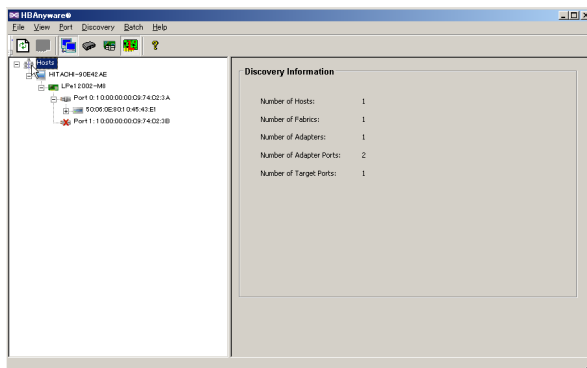 HBAnyware®
File View Port Discovery Batch Help
Hosts
HITACHI-90E42AE
LPe12002-M8
Port 0: 10:00:00:00:C9:74:C2:3A
50:06:0E:80:10:45:43:E1
Port 1: 10:00:00:00:C9:74:C2:3B
Discovery Information
Number of Hosts: 1
Number of Fabrics: 1
Number of Adapters: 1
Number of Adapter Ports: 2
Number of Target Ports: 1